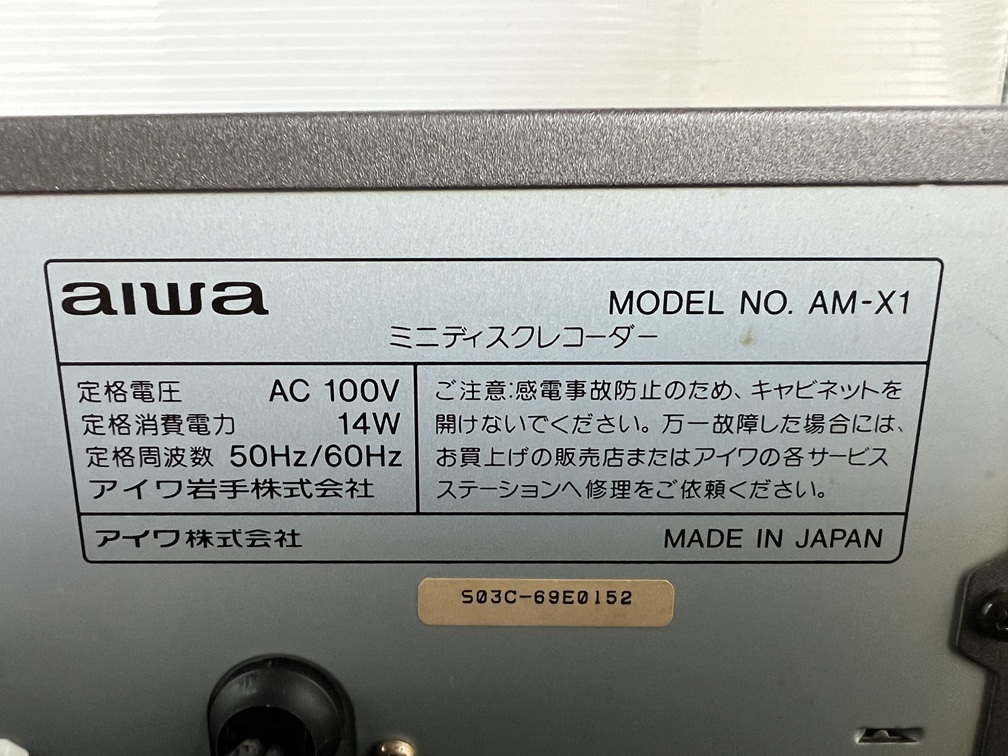 aiwa
MODEL NO. AM-X1
ミニディスクレコーダー
定格電圧 AC 100V
定格消費電力 14W
定格周波数 50Hz/60Hz
アイワ岩手株式会社
ご注意:感電事故防止のため、キャビネットを
開けないでください。万一故障した場合には、
お買上げの販売店またはアイワの各サービス
ステーションへ修理をご依頼ください。
アイワ株式会社
MADE IN JAPAN
S03C-69E0152